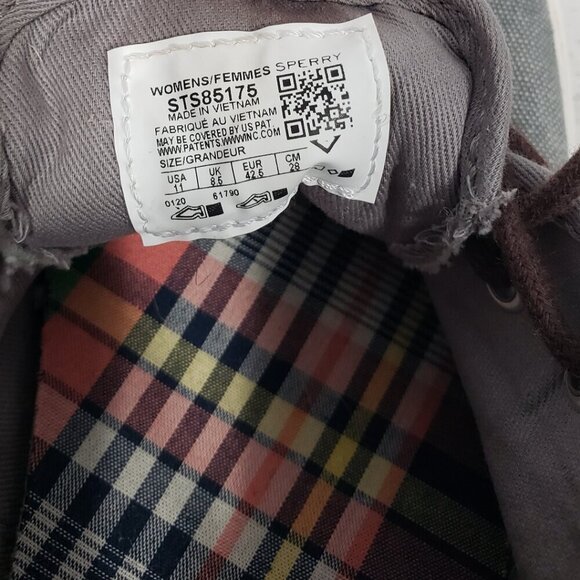 WOMENS/FEMMES SPERRY
STS85175
MADE IN VIETNAM
FABRIQUÉ AU VIETNAM
MAY BE COVERED BY US PAT.
WWW.PATENTS.WWWINC.COM
SIZE/GRANDEUR
USA UK EUR CM
11 8.5 42.5 28
0120 61790